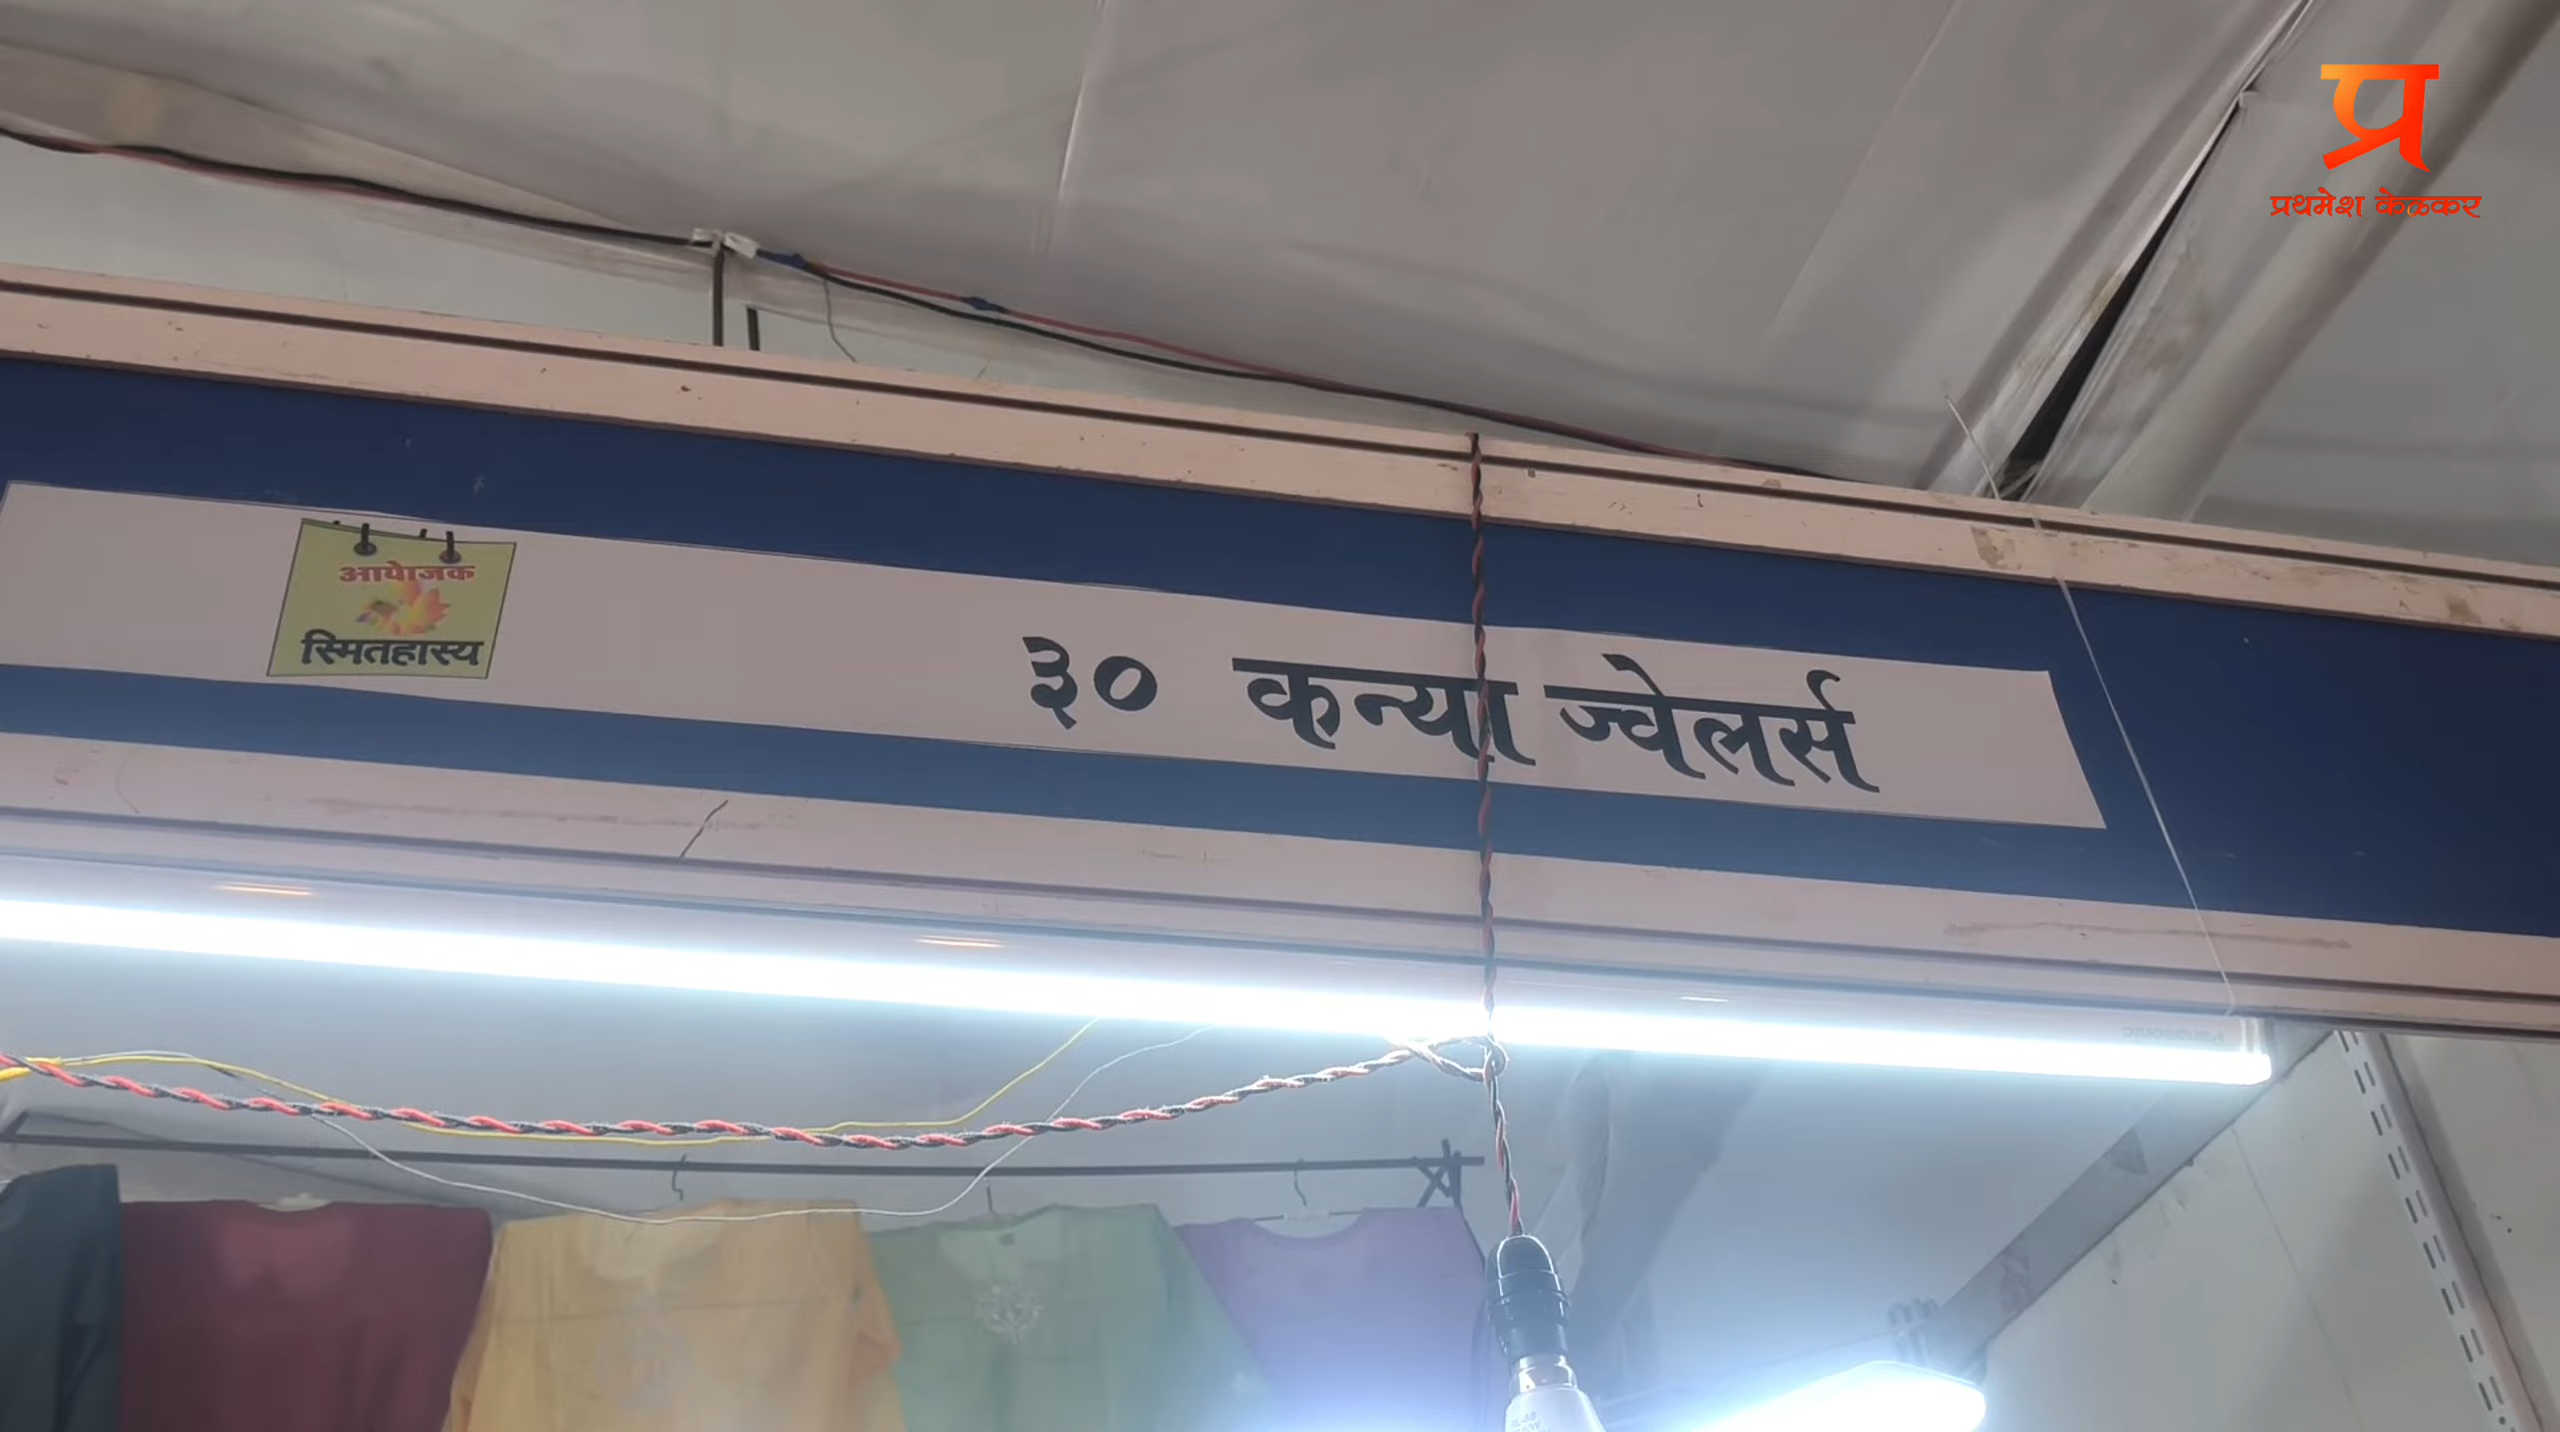 प्र
प्रथमेश केळकर
आयोजक
स्मितहास्य
३० कन्या ज्वेलर्स